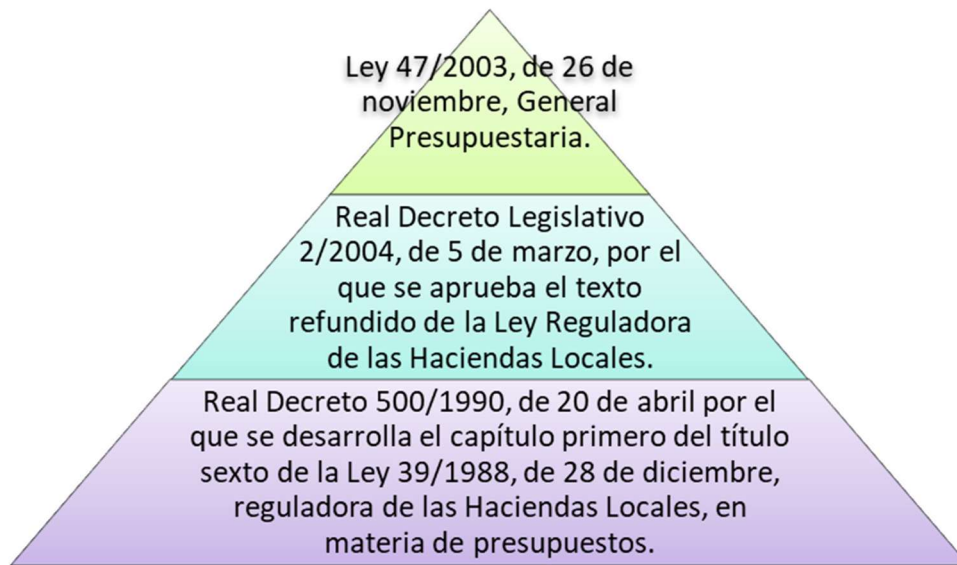 Ley 47/2003, de 26 de
noviembre, General
Presupuestaria.
Real Decreto Legislativo
2/2004, de 5 de marzo, por el
que se aprueba el texto
refundido de la Ley Reguladora
de las Haciendas Locales.
Real Decreto 500/1990, de 20 de abril por el
que se desarrolla el capítulo primero del título
sexto de la Ley 39/1988, de 28 de diciembre,
reguladora de las Haciendas Locales, en
materia de presupuestos.